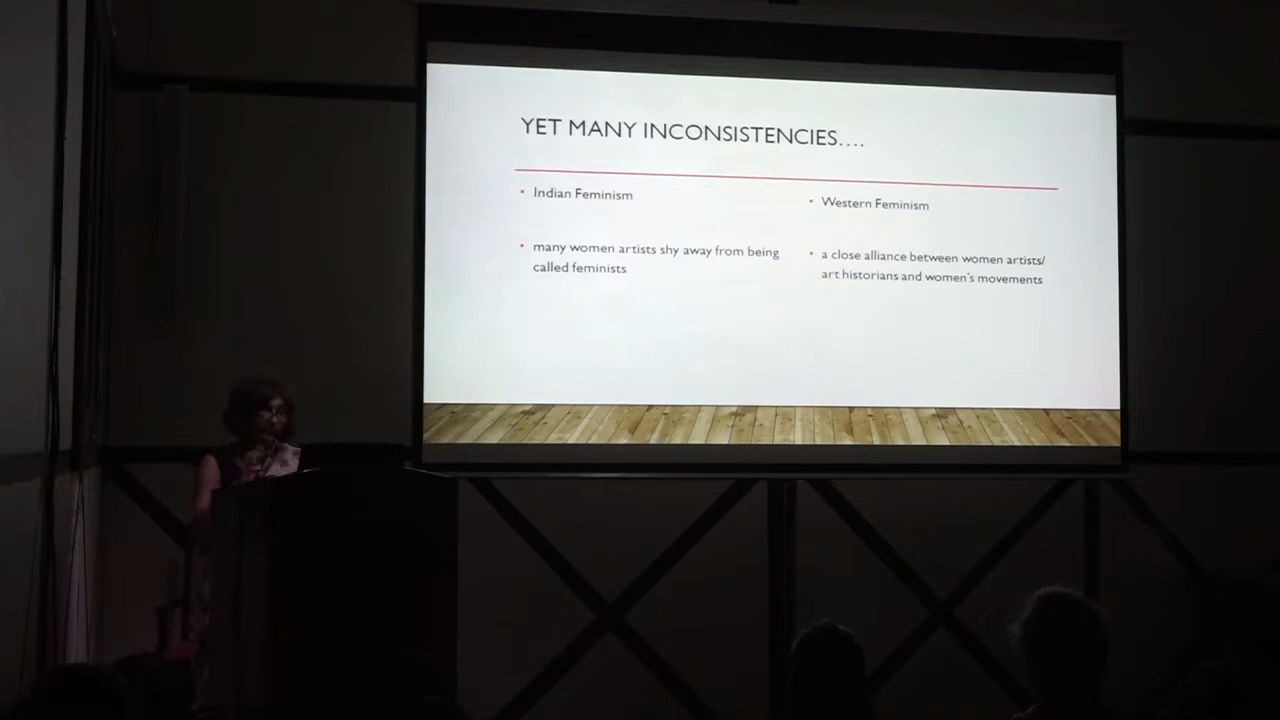 YET MANY INCONSISTENCIES....
• Indian Feminism
• many women artists shy away from being
called feminists
• Western Feminism
• a close alliance between women artists/
art historians and women's movements